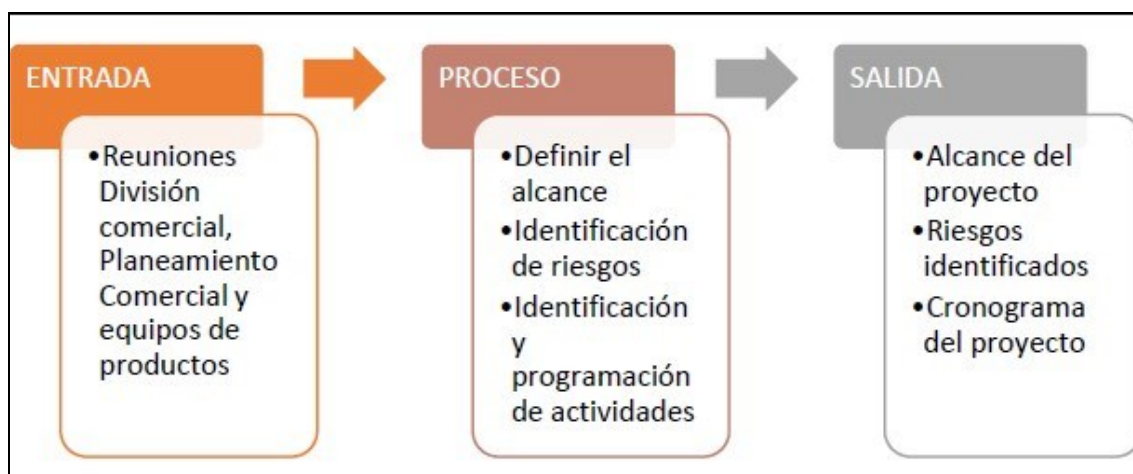 ENTRADA
•Reuniones
División
comercial,
Planeamiento
Comercial y
equipos de
productos
PROCESO
•Definir el
alcance
•Identificación
de riesgos
•Identificación
y
programación
de actividades
SALIDA
•Alcance del
proyecto
•Riesgos
identificados
•Cronograma
del proyecto